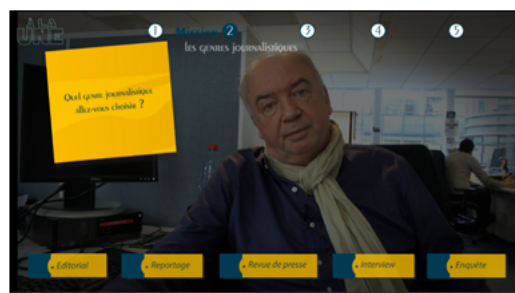 À LA
UNE
1 Mission 2 3 4 5
les genres journalistiques
Quel genre journalistique
allez-vous choisir ?
• Editorial
• Reportage
• Revue de presse
• Interview
• Enquête